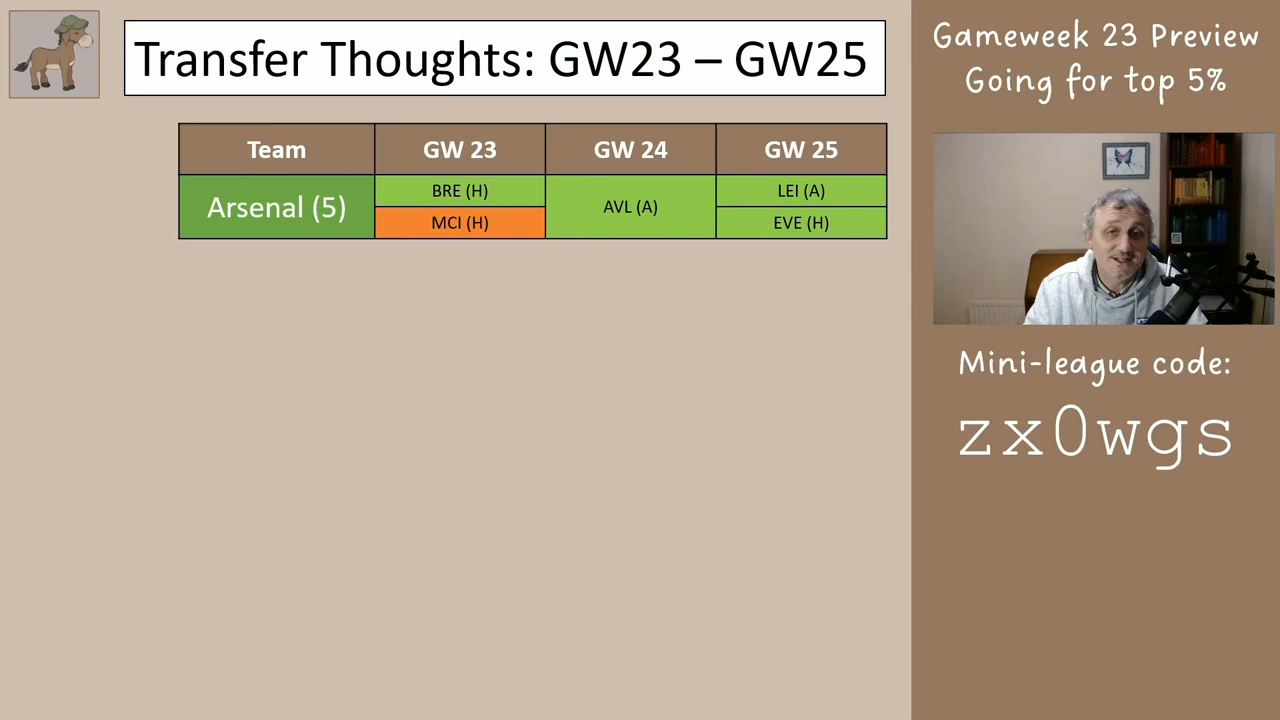 Transfer Thoughts: GW23 – GW25
Team GW 23 GW 24 GW 25
Arsenal (5)
BRE (H)
MCI (H)
AVL (A)
LEI (A)
EVE (H)
Gameweek 23 Preview
Going for top 5%
Mini-league code:
zx0wgs